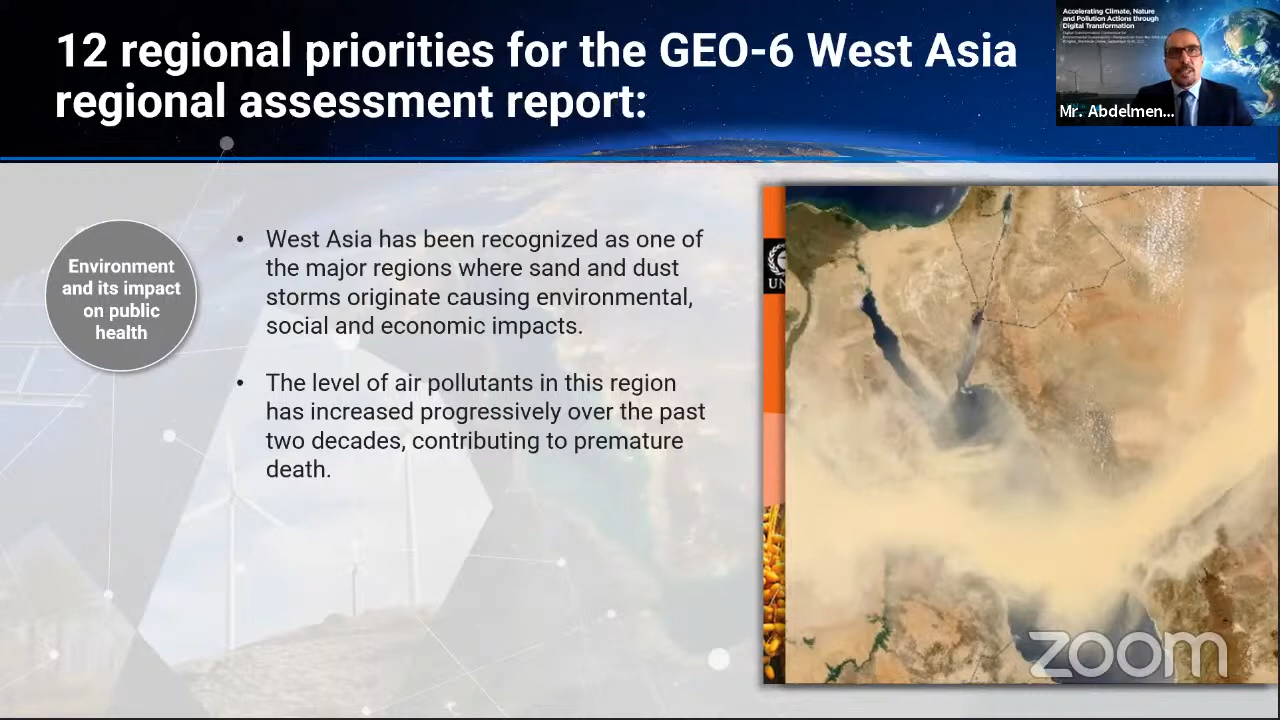 12 regional priorities for the GEO-6 West Asia
regional assessment report:
Accelerating Climate, Nature
and Pollution Actions through
Digital Transformation
Mr. Abdelmen...
Environment
and its impact
on public
health
• West Asia has been recognized as one of
the major regions where sand and dust
storms originate causing environmental,
social and economic impacts.
• The level of air pollutants in this region
has increased progressively over the past
two decades, contributing to premature
death.
UN
zoom